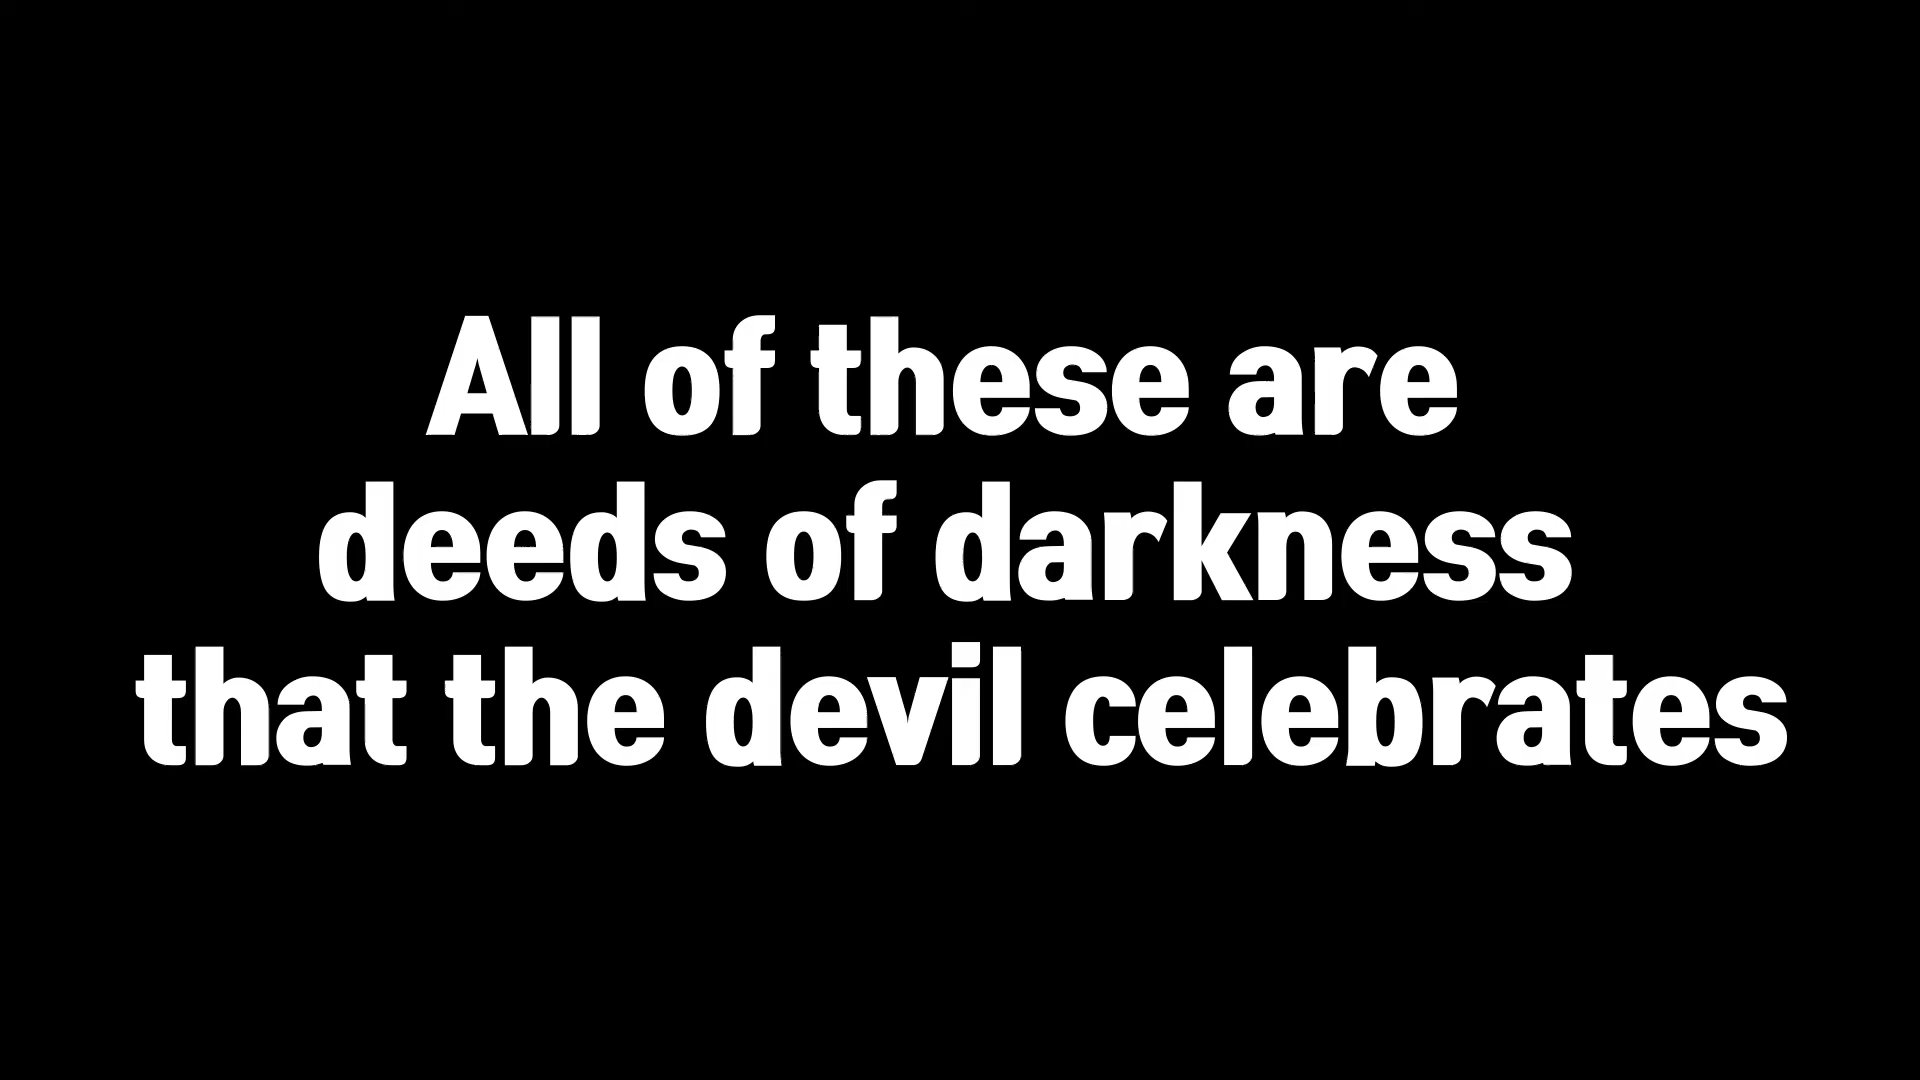 All of these are
deeds of darkness
that the devil celebrates